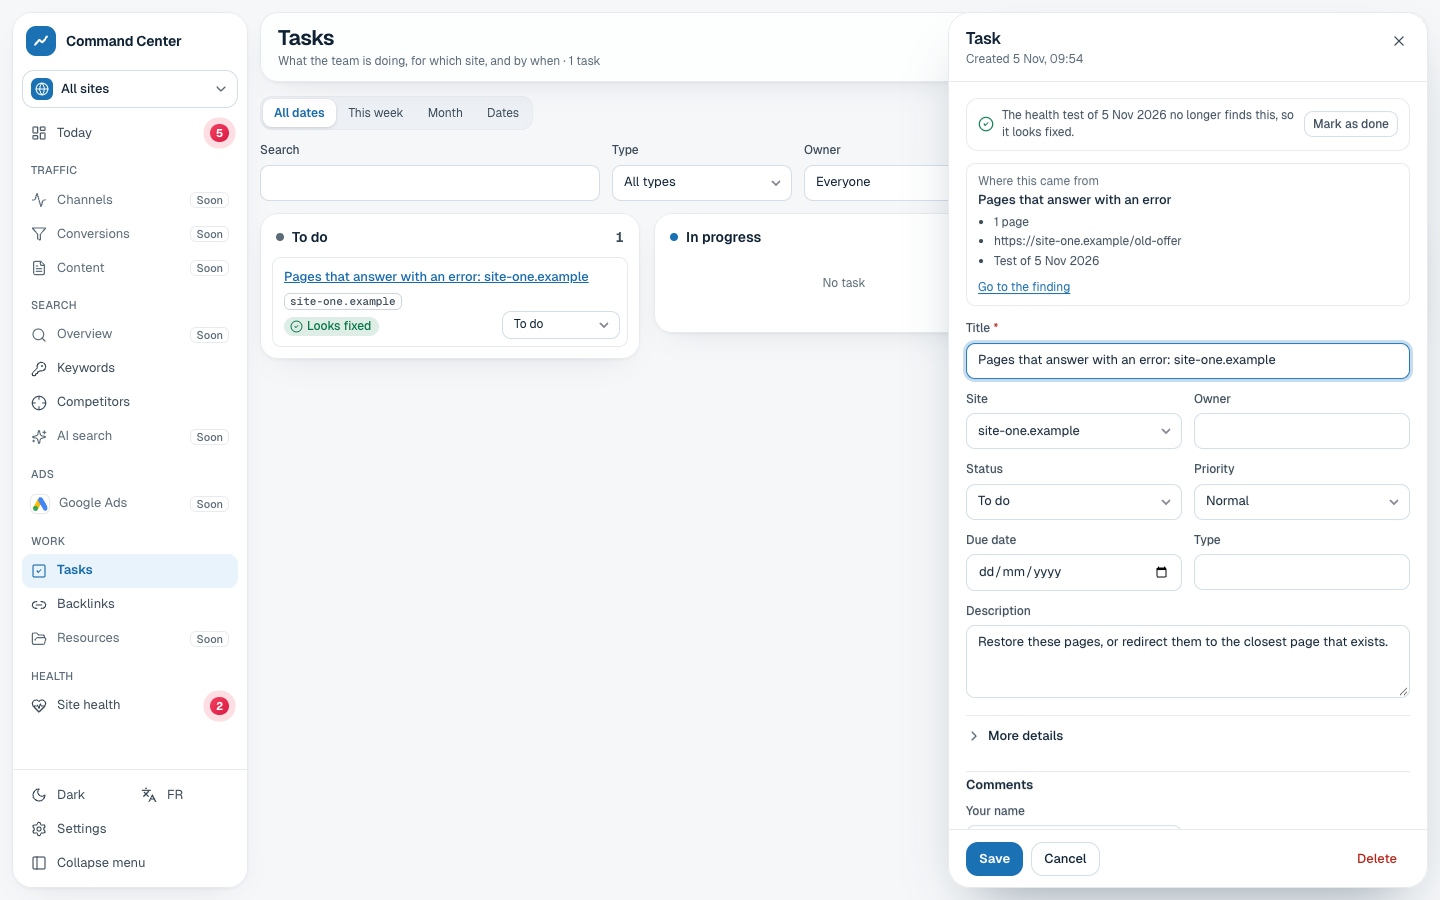 Command Center
All sites
Today
5
TRAFFIC
Channels
Soon
Conversions
Soon
Content
Soon
SEARCH
Overview
Soon
Keywords
Competitors
AI search
Soon
ADS
Google Ads
Soon
WORK
Tasks
Backlinks
Resources
Soon
HEALTH
Site health
2
Dark
FR
Settings
Collapse menu
Tasks
What the team is doing, for which site, and by when · 1 task
All dates
This week
Month
Dates
Search
Type
Owner
All types
Everyone
To do
1
Pages that answer with an error: site-one.example
site-one.example
Looks fixed
To do
In progress
No task
Task
Created 5 Nov, 09:54
The health test of 5 Nov 2026 no longer finds this, so
it looks fixed.
Mark as done
Where this came from
Pages that answer with an error
• 1 page
• https://site-one.example/old-offer
• Test of 5 Nov 2026
Go to the finding
Title *
Pages that answer with an error: site-one.example
Site
Owner
site-one.example
Status
Priority
To do
Normal
Due date
Type
dd/mm/yyyy
Description
Restore these pages, or redirect them to the closest page that exists.
More details
Comments
Your name
Save
Cancel
Delete